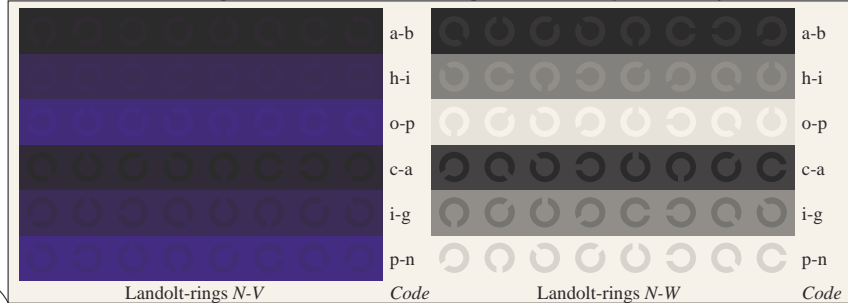 a-b a-b
h-i h-i
o-p o-p
c-a c-a
i-g i-g
p-n p-n
Landolt-rings N-V Code Landolt-rings N-W Code